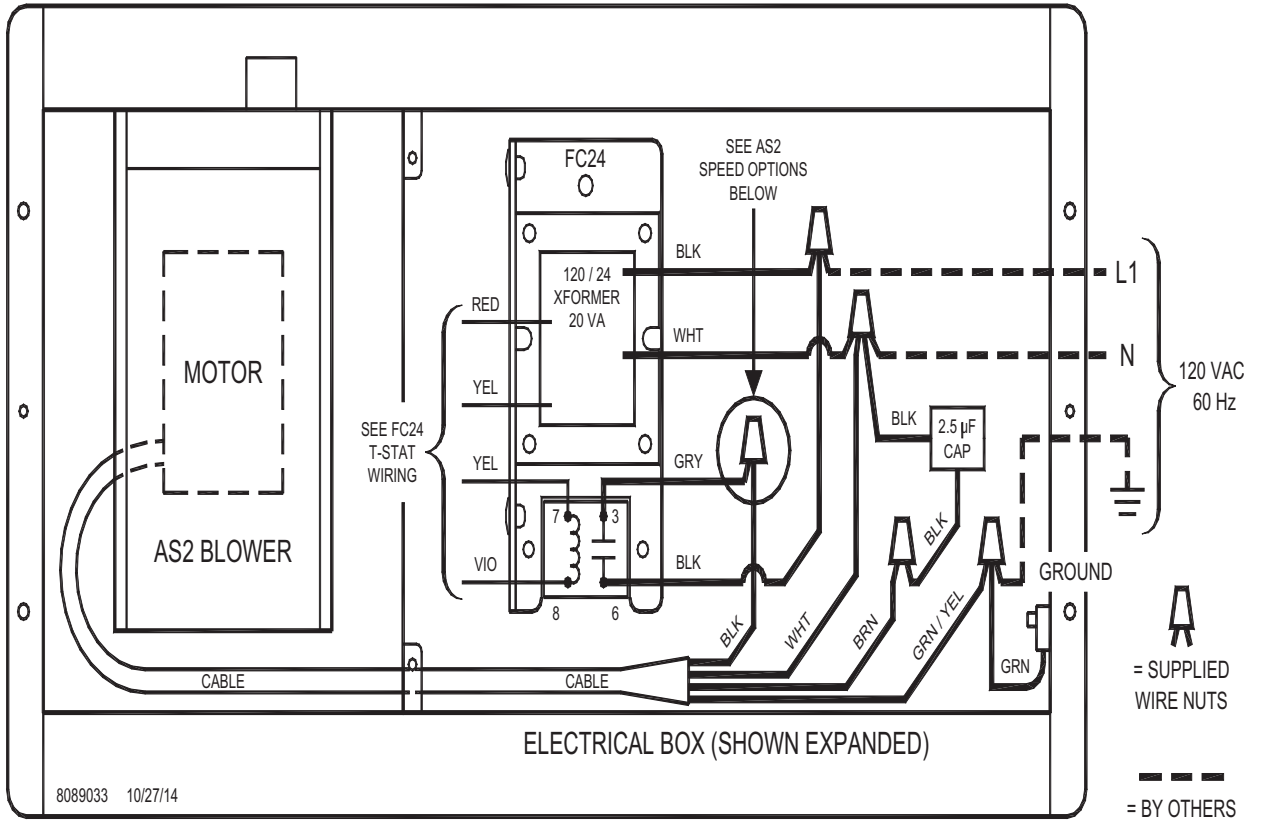 FC24
SEE AS2
SPEED OPTIONS
BELOW
BLK
L1
120 / 24
XFORMER
20 VA
RED
WHT
N
MOTOR
120 VAC
60 Hz
YEL
SEE FC24
T-STAT
WIRING
BLK
2.5 µF
CAP
YEL
GRY
7
3
BLK
AS2 BLOWER
VIO
BLK
GROUND
8
6
BLK
WHT
BRN
GRN / YEL
GRN
CABLE
CABLE
= SUPPLIED
WIRE NUTS
ELECTRICAL BOX (SHOWN EXPANDED)
8089033 10/27/14
= BY OTHERS